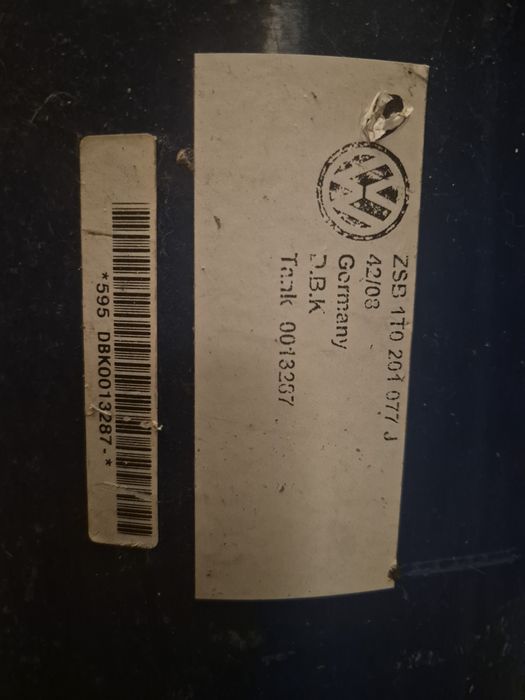 ZSB 1T0 201 077 J
42/08
Germany
D.B.K
Tank 0013287
*595 DBK0013287-*